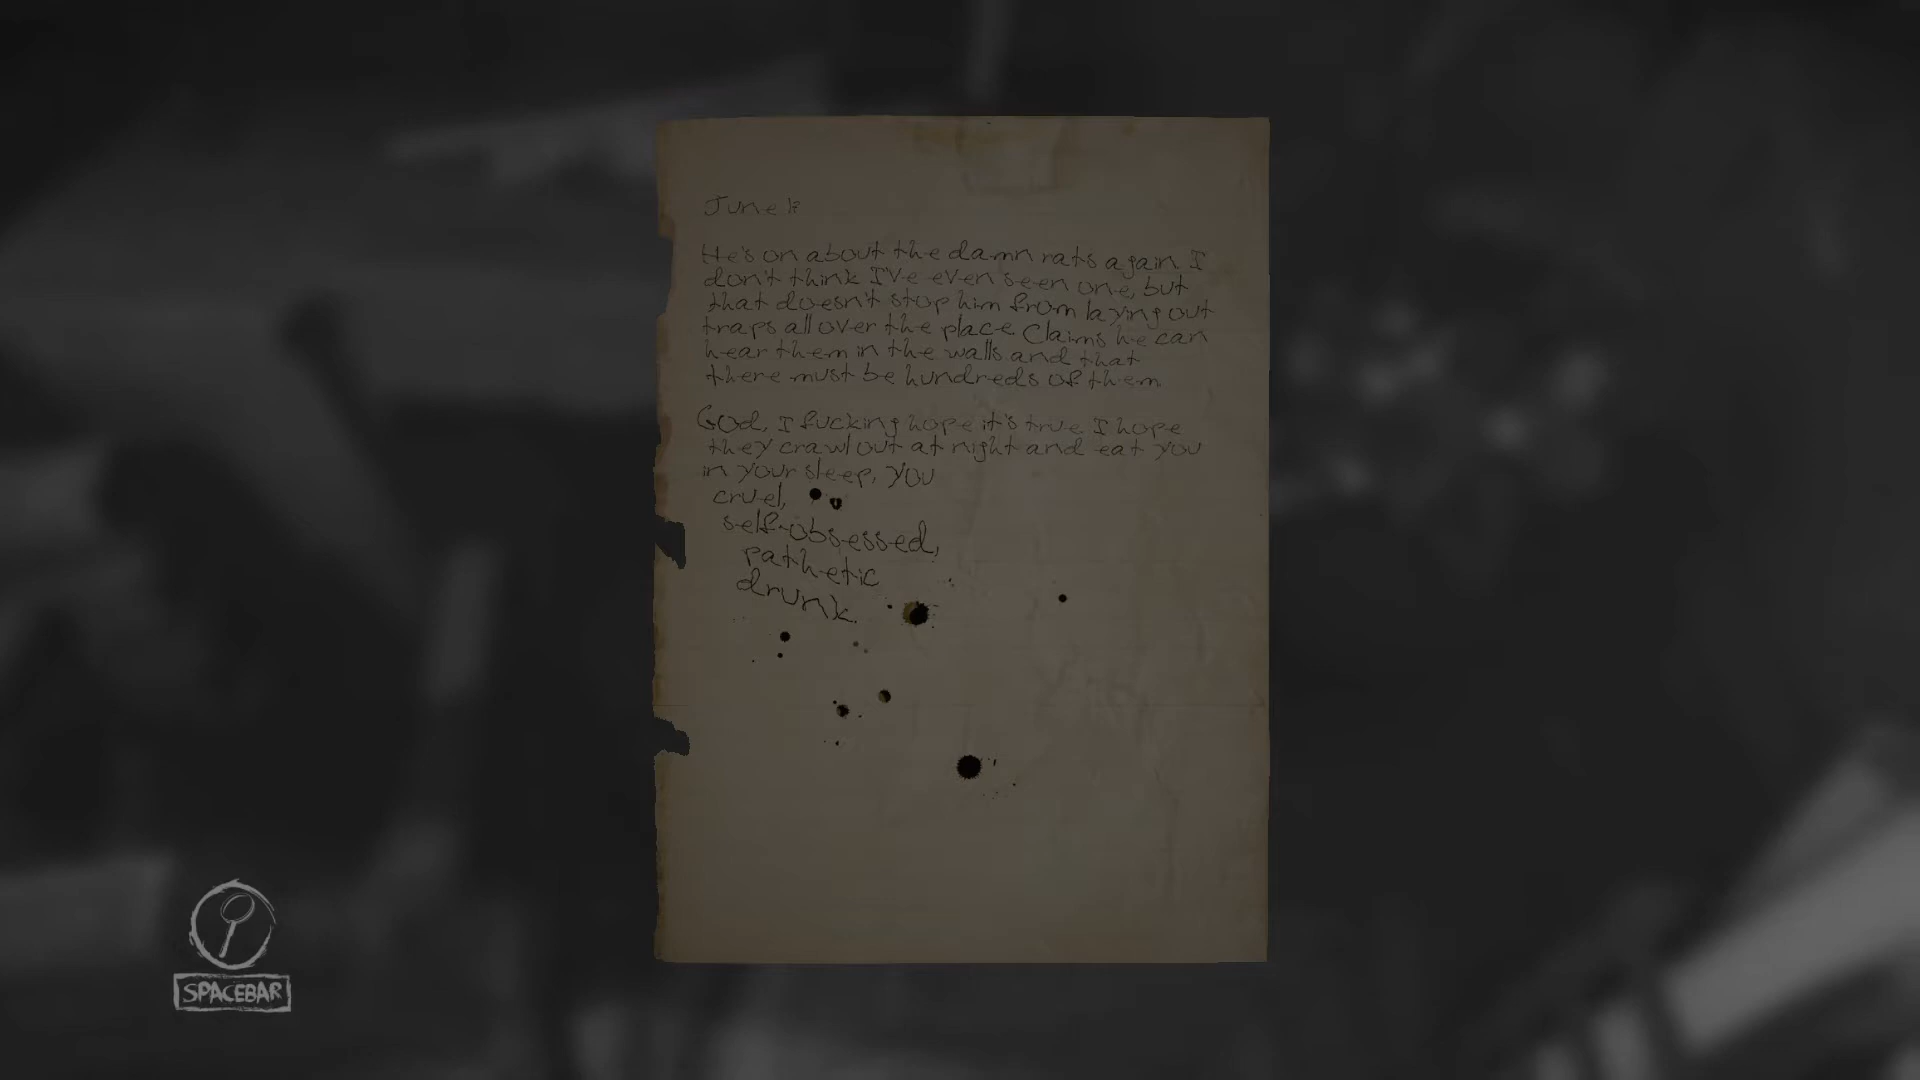 June
He's on about the damn rats again. I
don't think I've even seen one, but
that doesn't stop him from laying out
traps all over the place. Claims he can
hear them in the walls and that
there must be hundreds of them.
God, I fucking hope it's true. I hope
they crawl out at night and eat you
in your sleep, you
cruel,
self-obsessed,
pathetic
drunk.
SPACEBAR